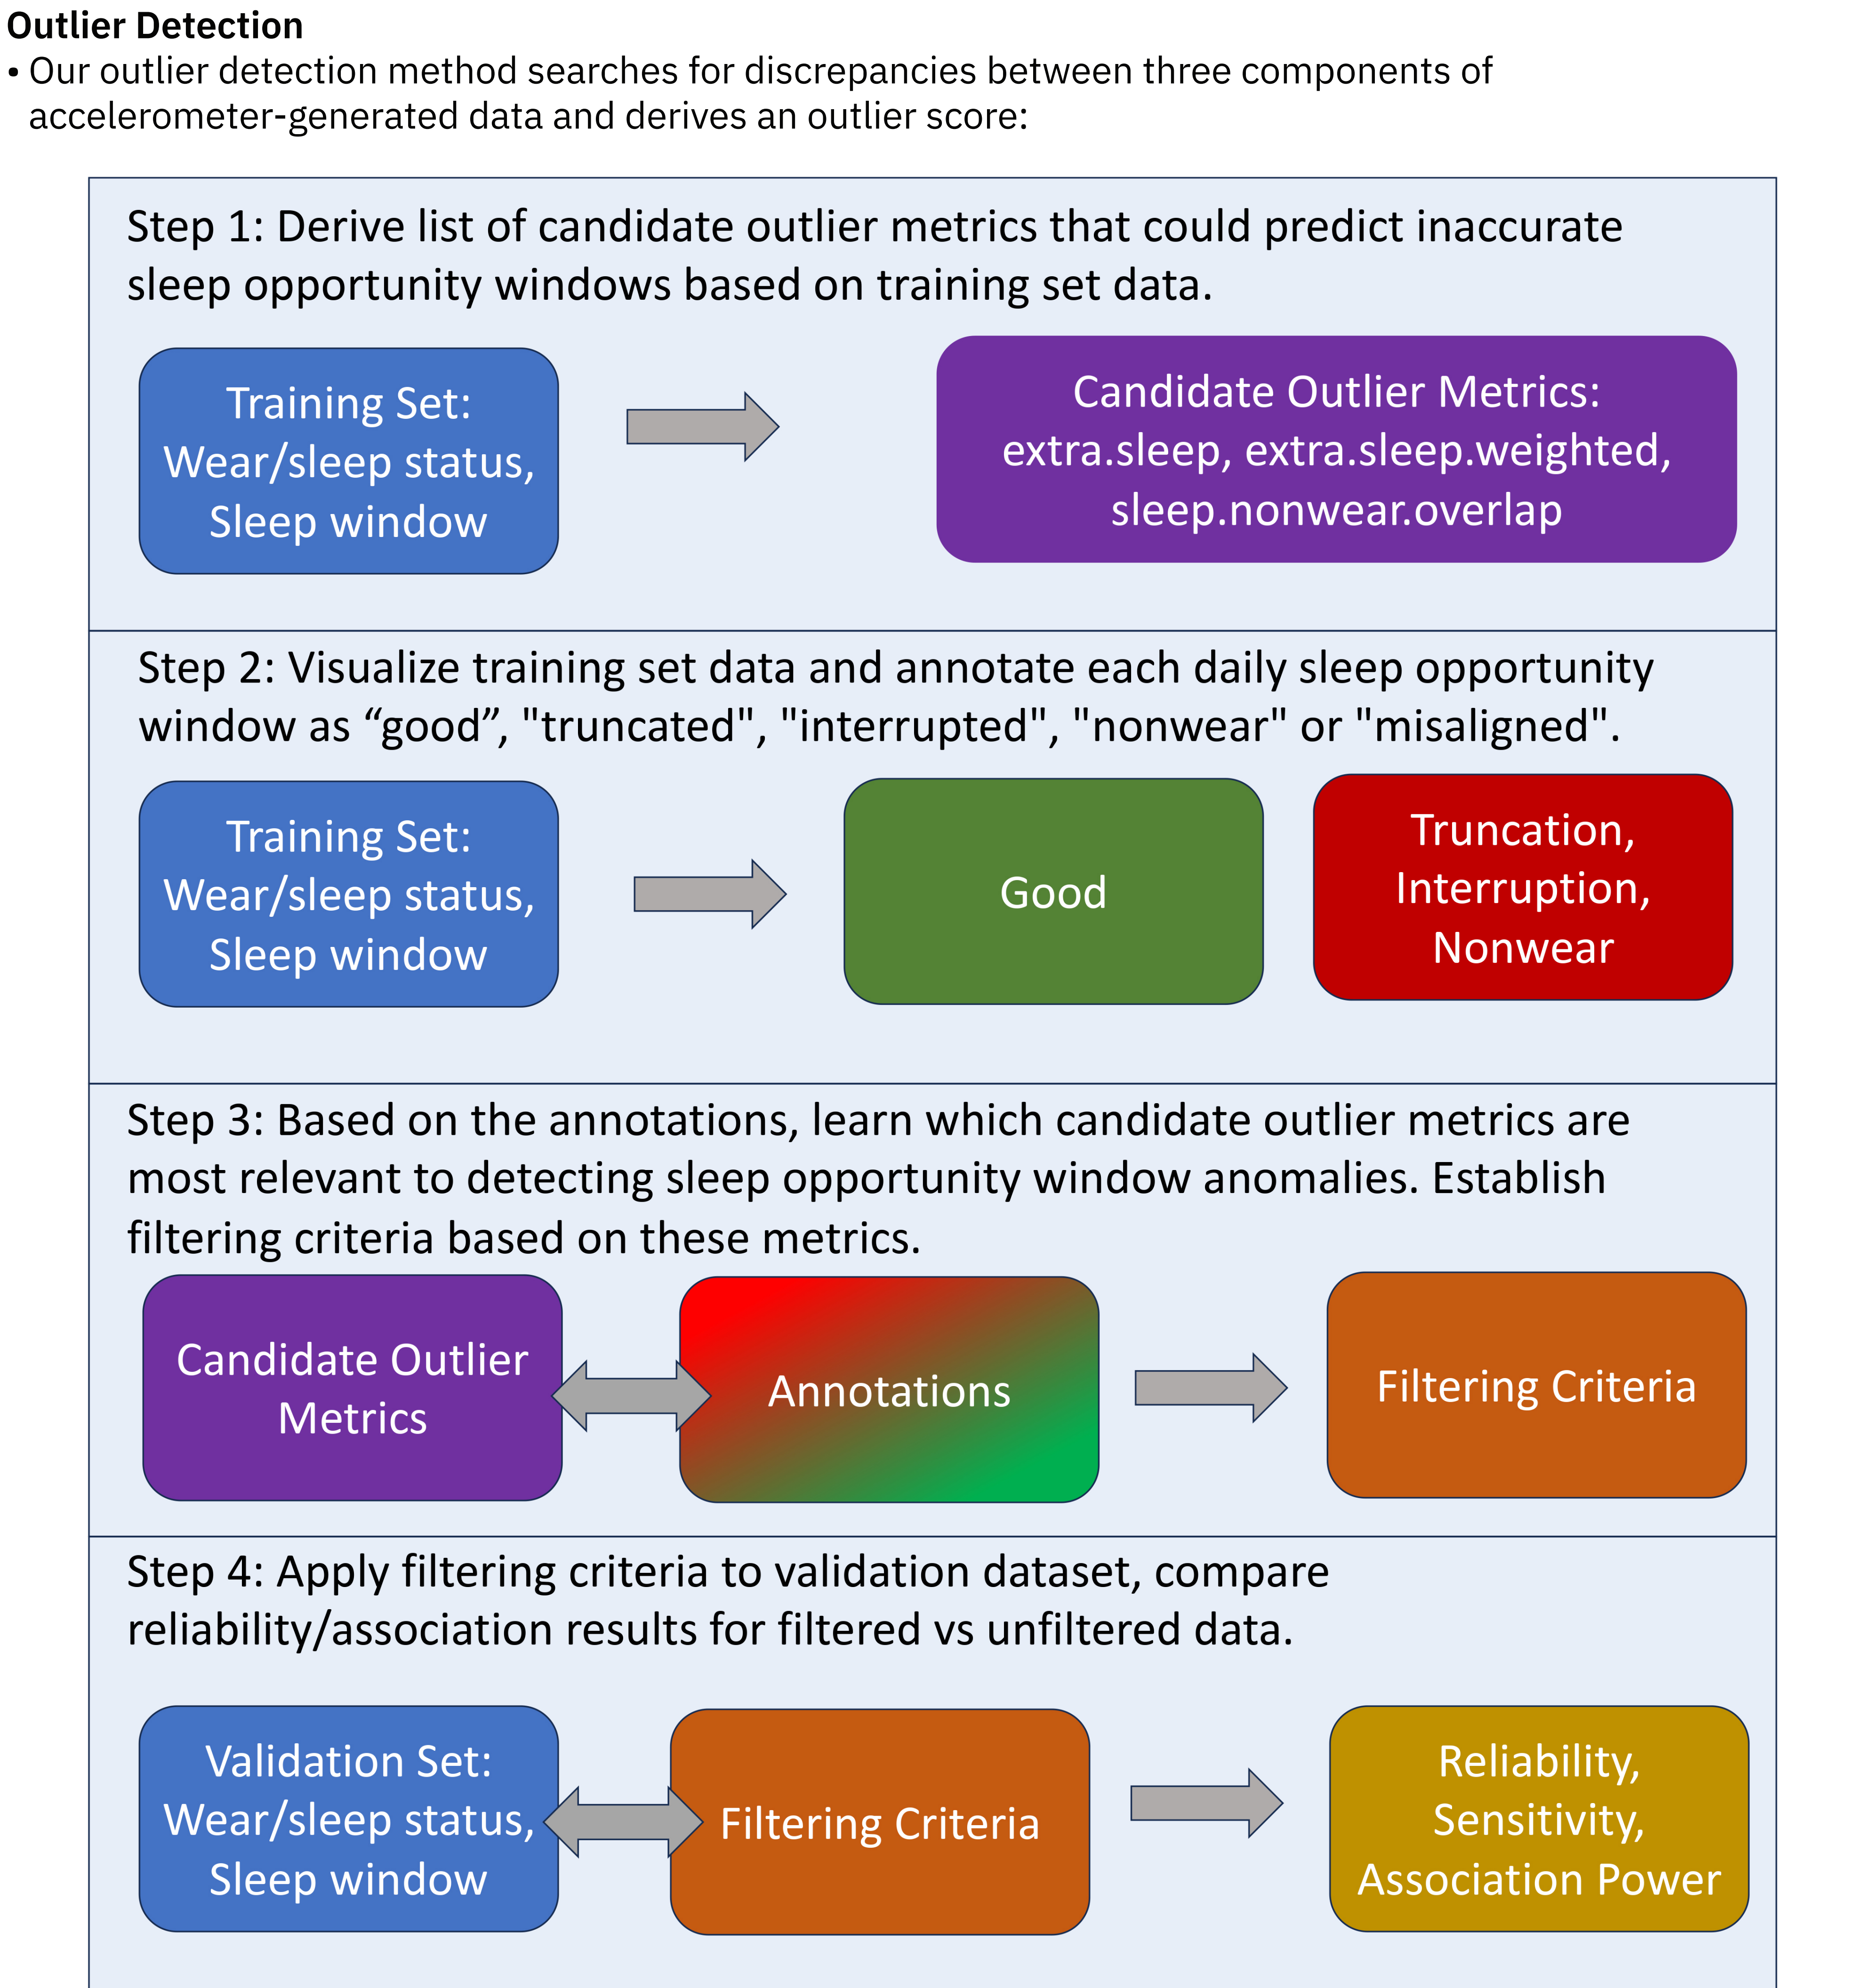 Outlier Detection
• Our outlier detection method searches for discrepancies between three components of
accelerometer-generated data and derives an outlier score:
Step 1: Derive list of candidate outlier metrics that could predict inaccurate
sleep opportunity windows based on training set data.
Training Set:
Wear/sleep status,
Sleep window
Candidate Outlier Metrics:
extra.sleep, extra.sleep.weighted,
sleep.nonwear.overlap
Step 2: Visualize training set data and annotate each daily sleep opportunity
window as “good”, "truncated", "interrupted", "nonwear" or "misaligned".
Training Set:
Wear/sleep status,
Sleep window
Good
Truncation,
Interruption,
Nonwear
Step 3: Based on the annotations, learn which candidate outlier metrics are
most relevant to detecting sleep opportunity window anomalies. Establish
filtering criteria based on these metrics.
Candidate Outlier
Metrics
Annotations
Filtering Criteria
Step 4: Apply filtering criteria to validation dataset, compare
reliability/association results for filtered vs unfiltered data.
Validation Set:
Wear/sleep status,
Sleep window
Filtering Criteria
Reliability,
Sensitivity,
Association Power